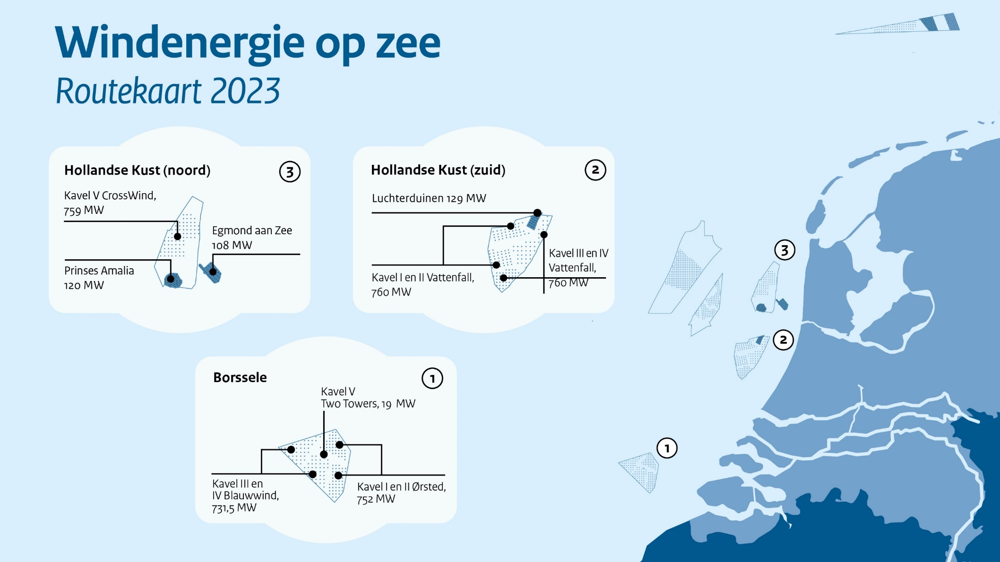 Windenergie op zee
Routekaart 2023
Hollandse Kust (noord)
3
Kavel V CrossWind,
759 MW
Egmond aan Zee
108 MW
Prinses Amalia
120 MW
Hollandse Kust (zuid)
2
Luchterduinen 129 MW
Kavel III en IV
Vattenfall,
760 MW
Kavel I en II Vattenfall,
760 MW
Borssele
1
Kavel V
Two Towers, 19 MW
Kavel III en
IV Blauwwind,
731,5 MW
Kavel I en II Ørsted,
752 MW
3
2
1